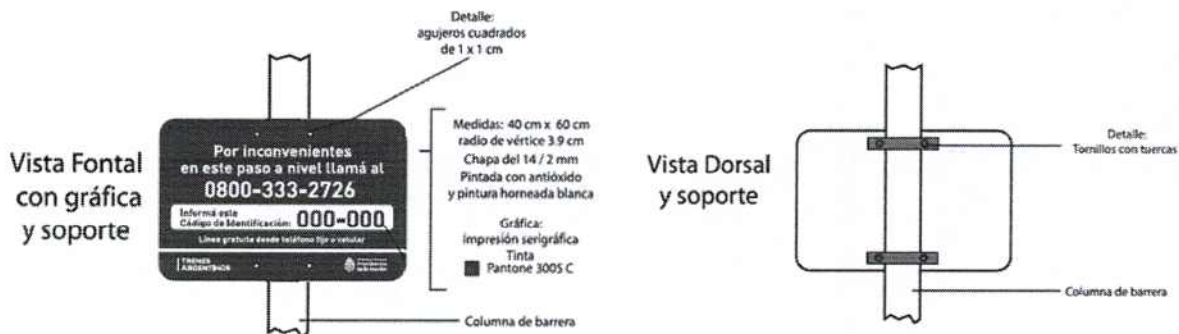 Detalle:
agujeros cuadrados
de 1 x 1 cm
Vista Fontal
con gráfica
y soporte
Por inconvenientes
en este paso a nivel llamá al
0800-333-2726
Informá este
Código de Identificación: 000-000
Línea gratuita desde teléfono fijo o celular
TRENES
ARGENTINOS
Medidas: 40 cm x 60 cm
radio de vértice 3.9 cm
Chapa del 14 / 2 mm
Pintada con antióxido
y pintura horneada blanca
Gráfica:
impresión serigráfica
Tinta
Pantone 3005 C
Columna de barrera
Vista Dorsal
y soporte
Detalle:
Tornillos con tuercas
Columna de barrera